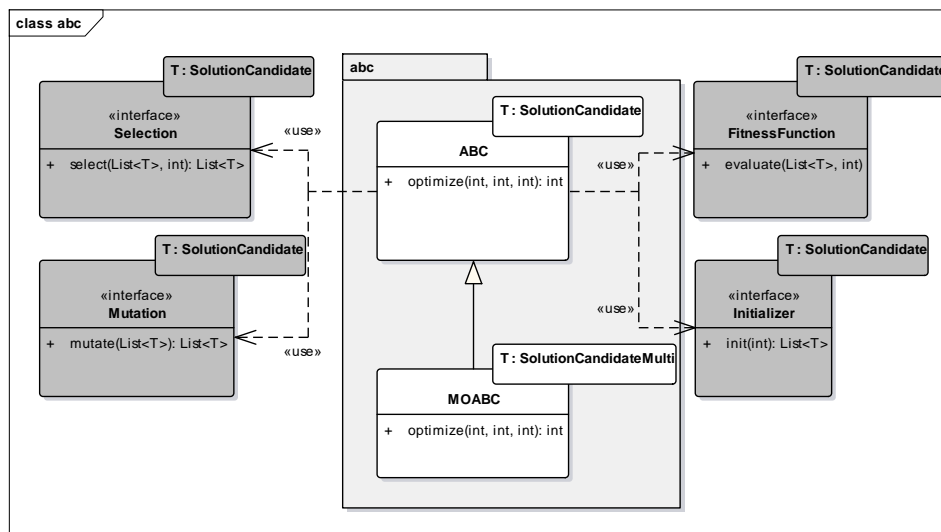 class abc
T : SolutionCandidate
«interface»
Selection
+ select(List<T>, int): List<T>
T : SolutionCandidate
«interface»
Mutation
+ mutate(List<T>): List<T>
«use»
«use»
abc
T : SolutionCandidate
ABC
+ optimize(int, int, int): int
T : SolutionCandidateMulti
MOABC
+ optimize(int, int, int): int
«use»
«use»
T : SolutionCandidate
«interface»
FitnessFunction
+ evaluate(List<T>, int)
T : SolutionCandidate
«interface»
Initializer
+ init(int): List<T>